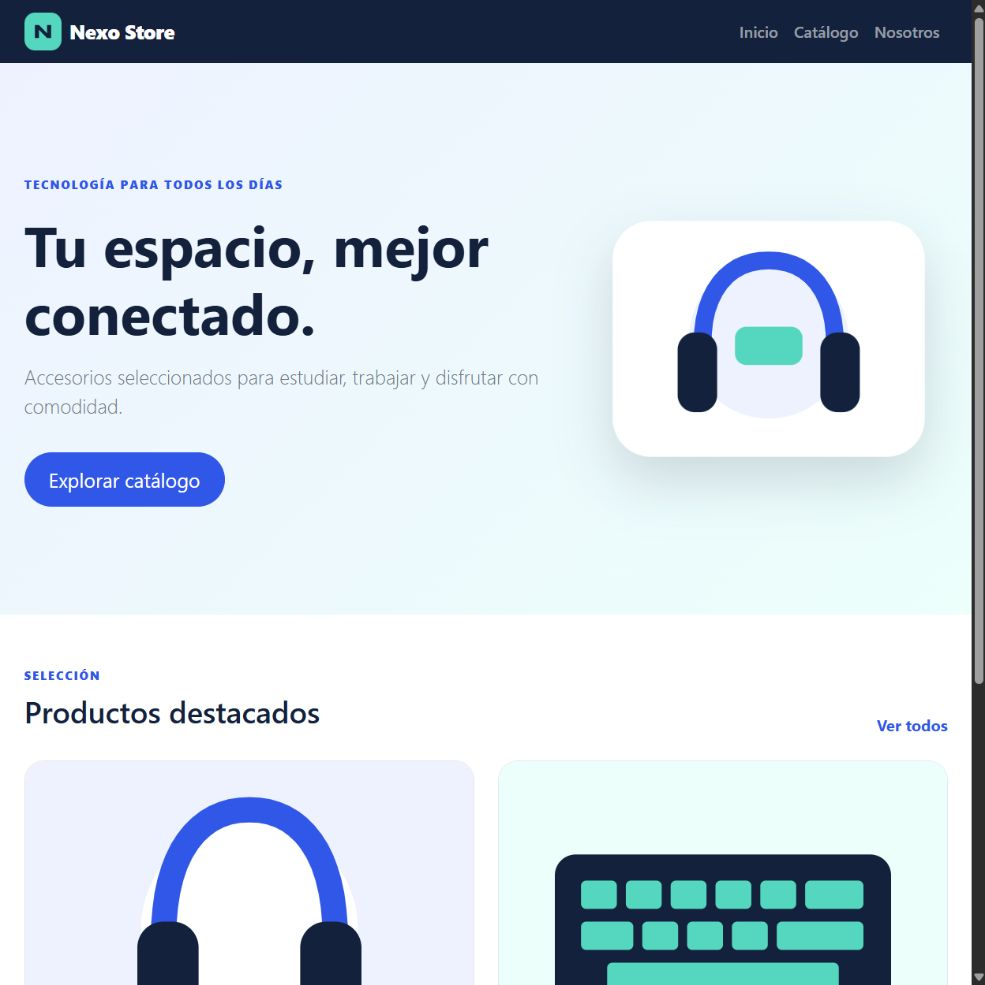 N Nexo Store
Inicio Catálogo Nosotros
TECNOLOGÍA PARA TODOS LOS DÍAS
Tu espacio, mejor
conectado.
Accesorios seleccionados para estudiar, trabajar y disfrutar con
comodidad.
Explorar catálogo
SELECCIÓN
Productos destacados
Ver todos